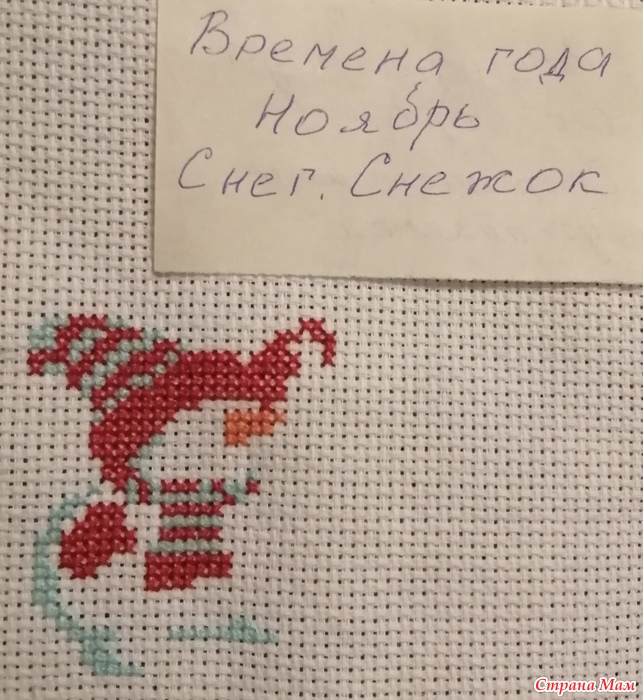 Времена года
Ноябрь
Снег. Снежок
Страна Мам